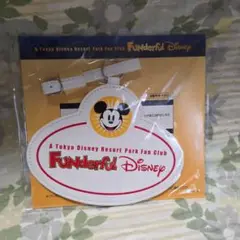 A Tokyo Disney Resort Park Fan Club Funderful Disney
A Tokyo Disney Resort Park Fan Club
FUNderful DISNEY